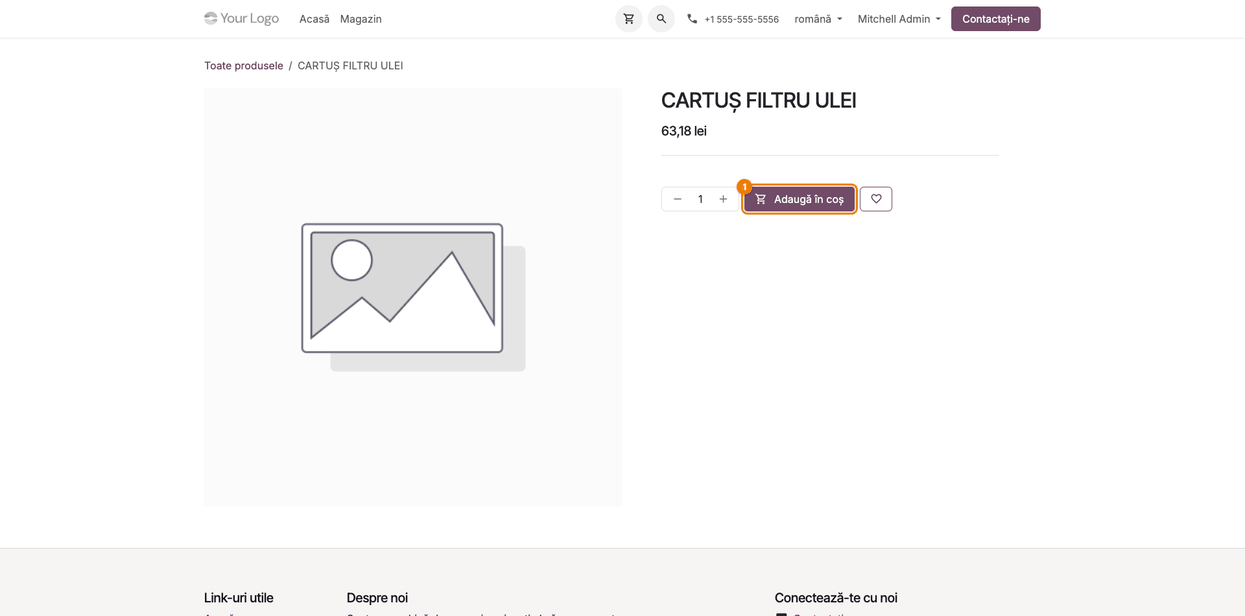 Your Logo Acasă Magazin +1 555-555-5556 română Mitchell Admin Contactați-ne
Toate produsele / CARTUȘ FILTRU ULEI
CARTUȘ FILTRU ULEI
63,18 lei
1
1 Adaugă în coș
Link-uri utile Despre noi Conectează-te cu noi